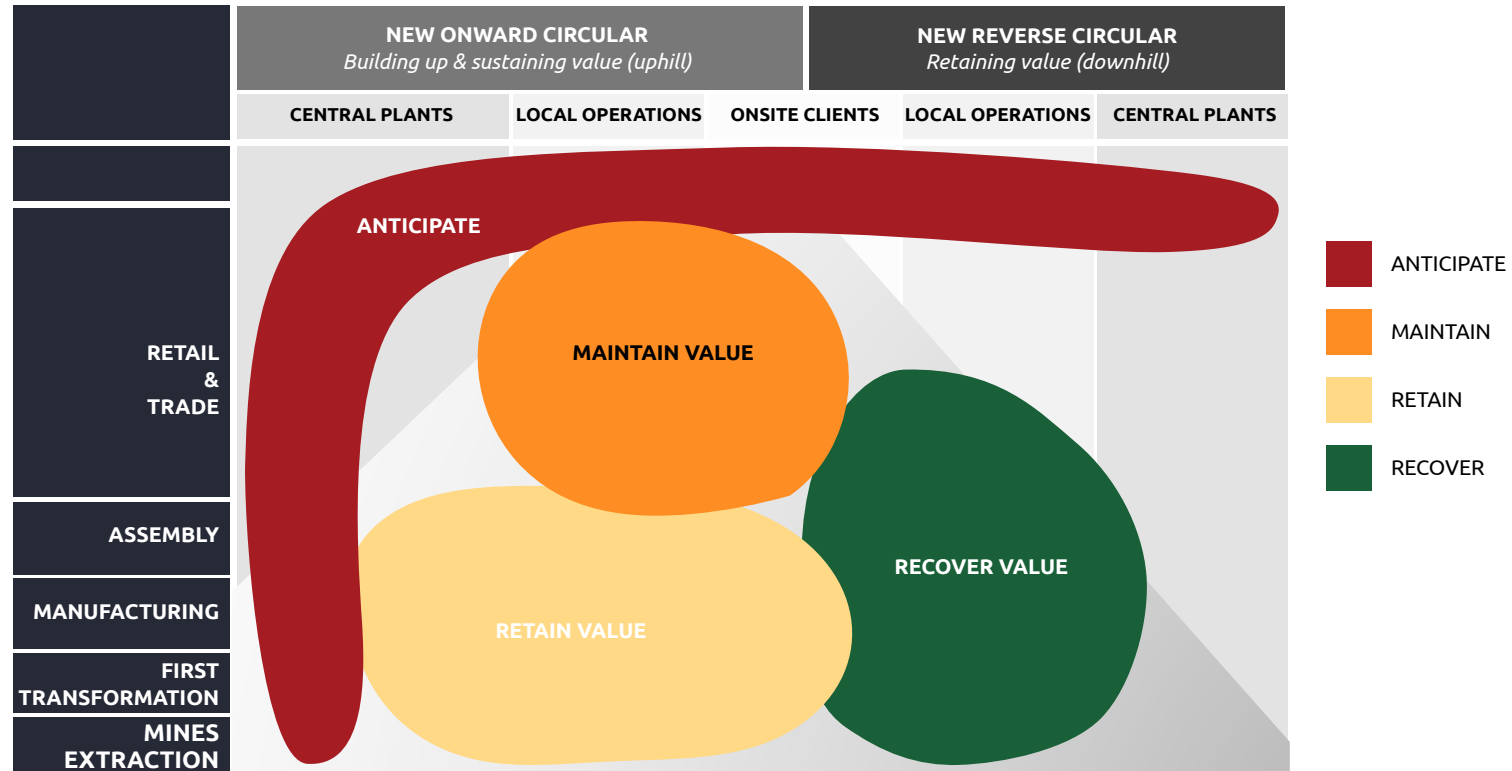 NEW ONWARD CIRCULAR
Building up & sustaining value (uphill)
NEW REVERSE CIRCULAR
Retaining value (downhill)
CENTRAL PLANTS
LOCAL OPERATIONS
ONSITE CLIENTS
LOCAL OPERATIONS
CENTRAL PLANTS
RETAIL
&
TRADE
ASSEMBLY
MANUFACTURING
FIRST
TRANSFORMATION
MINES
EXTRACTION
ANTICIPATE
MAINTAIN VALUE
RECOVER VALUE
RETAIN VALUE
ANTICIPATE
MAINTAIN
RETAIN
RECOVER